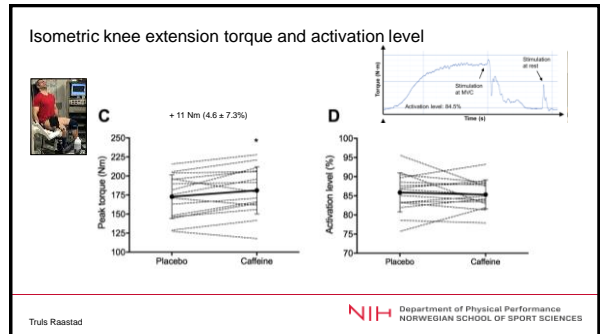 Isometric knee extension torque and activation level
Torque (N·m)
Stimulation
at MVC
Stimulation
at rest
Activation level: 84.5%
Time (s)
C
+ 11 Nm (4.6 ± 7.3%)
*
Peak torque (Nm)
250
225
200
175
150
125
100
Placebo
Caffeine
D
Activation level (%)
100
95
90
85
80
75
70
Placebo
Caffeine
Truls Raastad
NIH
Department of Physical Performance
NORWEGIAN SCHOOL OF SPORT SCIENCES